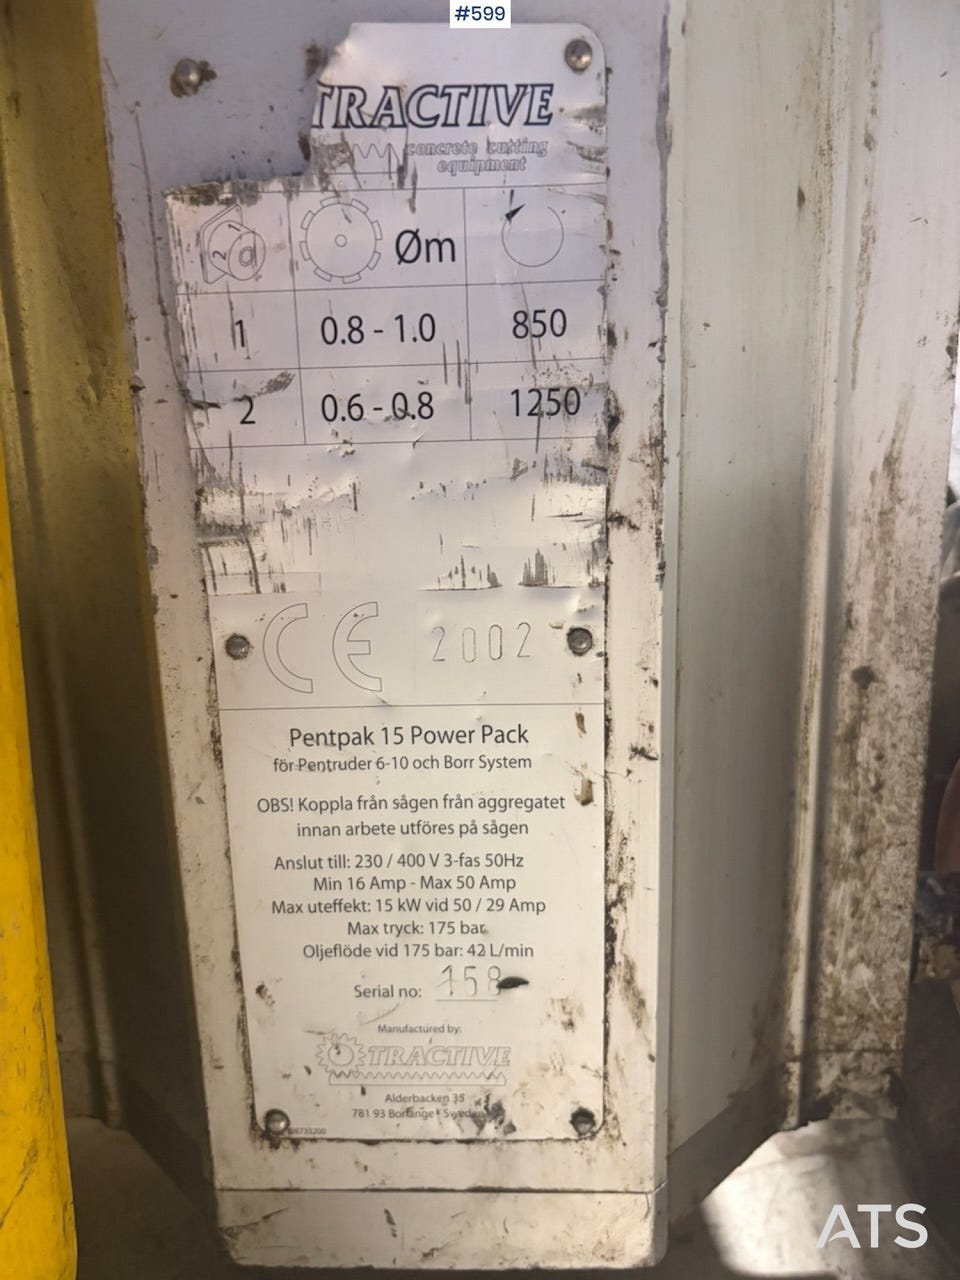 #599
TRACTIVE
concrete cutting
equipment
1
2
Øm
1 0.8 - 1.0 850
2 0.6 - 0.8 1250
CE 2002
Pentpak 15 Power Pack
för Pentruder 6-10 och Borr System
OBS! Koppla från sågen från aggregatet
innan arbete utföres på sågen
Anslut till: 230 / 400 V 3-fas 50Hz
Min 16 Amp - Max 50 Amp
Max uteffekt: 15 kW vid 50 / 29 Amp
Max tryck: 175 bar
Oljeflöde vid 175 bar: 42 L/min
Serial no: 158
Manufactured by:
TRACTIVE
Alderbacken 35
781 93 Borlänge * Sweden
ATS